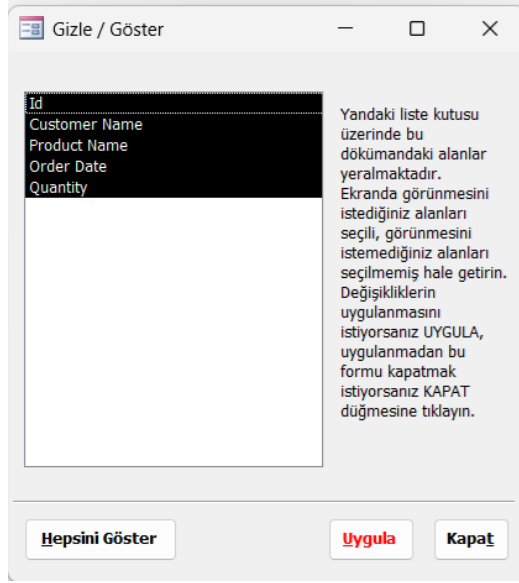 Gizle / Göster
Id
Customer Name
Product Name
Order Date
Quantity
Yandaki liste kutusu
üzerinde bu
dökümandaki alanlar
yeralmaktadır.
Ekranda görünmesini
istediğiniz alanları
seçili, görünmesini
istemediğiniz alanları
seçilmemiş hale getirin.
Değişikliklerin
uygulanmasını
istiyorsanız UYGULA,
uygulanmadan bu
formu kapatmak
istiyorsanız KAPAT
düğmesine tıklayın.
Hepsini Göster
Uygula
Kapat